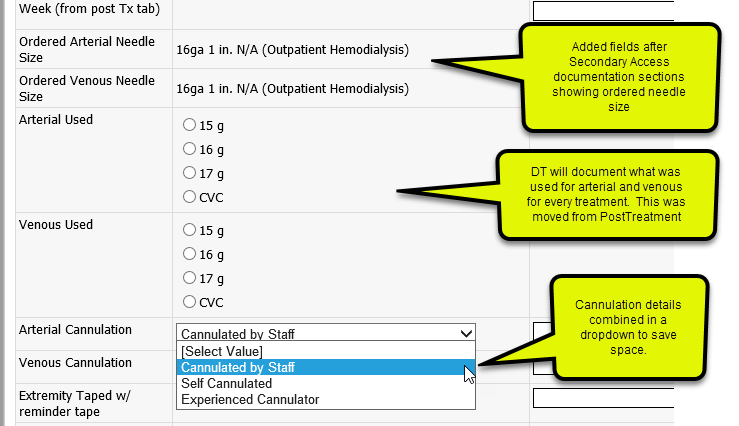 Week (from post Tx tab)
Ordered Arterial Needle
Size
16ga 1 in. N/A (Outpatient Hemodialysis)
Ordered Venous Needle
Size
16ga 1 in. N/A (Outpatient Hemodialysis)
Added fields after
Secondary Access
documentation sections
showing ordered needle
size
Arterial Used
15 g
16 g
17 g
CVC
DT will document what was
used for arterial and venous
for every treatment. This was
moved from PostTreatment
Venous Used
15 g
16 g
17 g
CVC
Arterial Cannulation
Cannulated by Staff
[Select Value]
Cannulated by Staff
Self Cannulated
Experienced Cannulator
Venous Cannulation
Extremity Taped w/
reminder tape
Cannulation details
combined in a
dropdown to save
space.